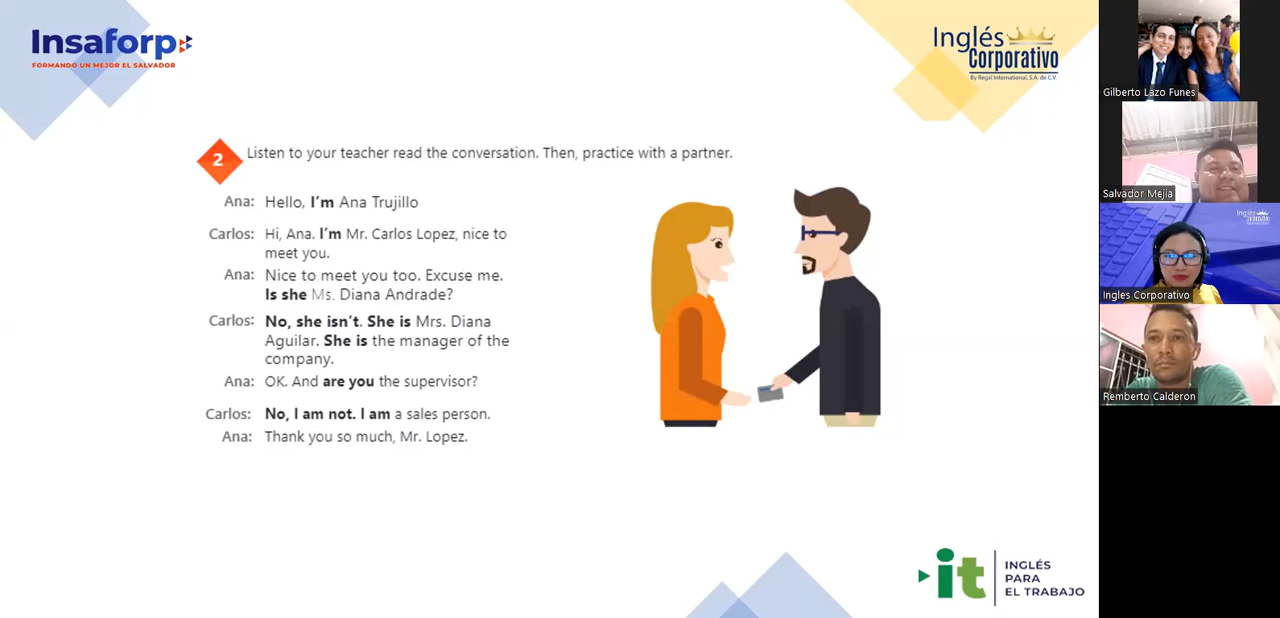 Insaforp
FORMANDO UN MEJOR EL SALVADOR
Inglés
Corporativo
By Regal International, S.A. de C.V.
2
Listen to your teacher read the conversation. Then, practice with a partner.
Ana: Hello, I'm Ana Trujillo
Carlos: Hi, Ana. I'm Mr. Carlos Lopez, nice to
meet you.
Ana: Nice to meet you too. Excuse me.
Is she Ms. Diana Andrade?
Carlos: No, she isn't. She is Mrs. Diana
Aguilar. She is the manager of the
company.
Ana: OK. And are you the supervisor?
Carlos: No, I am not. I am a sales person.
Ana: Thank you so much, Mr. Lopez.
it
INGLÉS
PARA
EL TRABAJO
Gilberto Lazo Funes
Salvador Mejia
Ingles Corporativo
Remberto Calderon